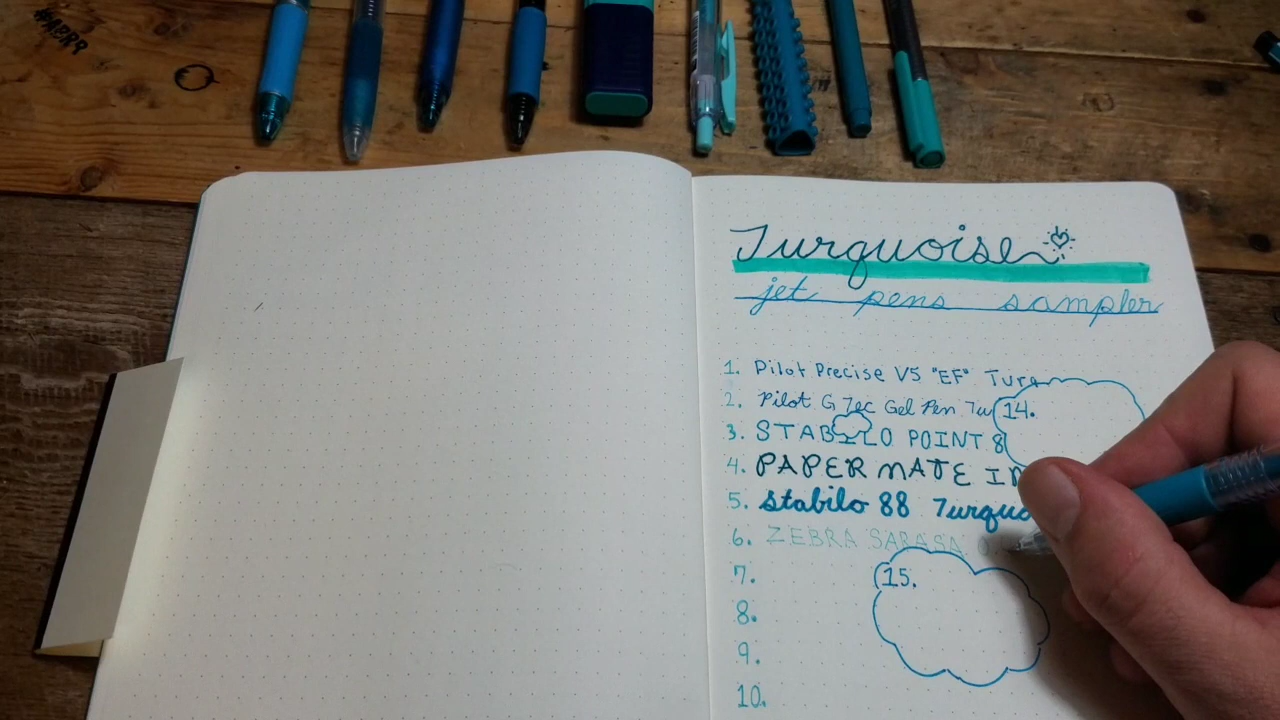 Turquoise
jet pens sampler
1. Pilot Precise V5 "EF" Turq
2. Pilot G Tec Gel Pen Tu
14.
3. STABILO POINT 8
4. PAPER MATE IN
5. Stabilo 88 Turquo
6. ZEBRA SARASA 0.
15.
7.
8.
9.
10.